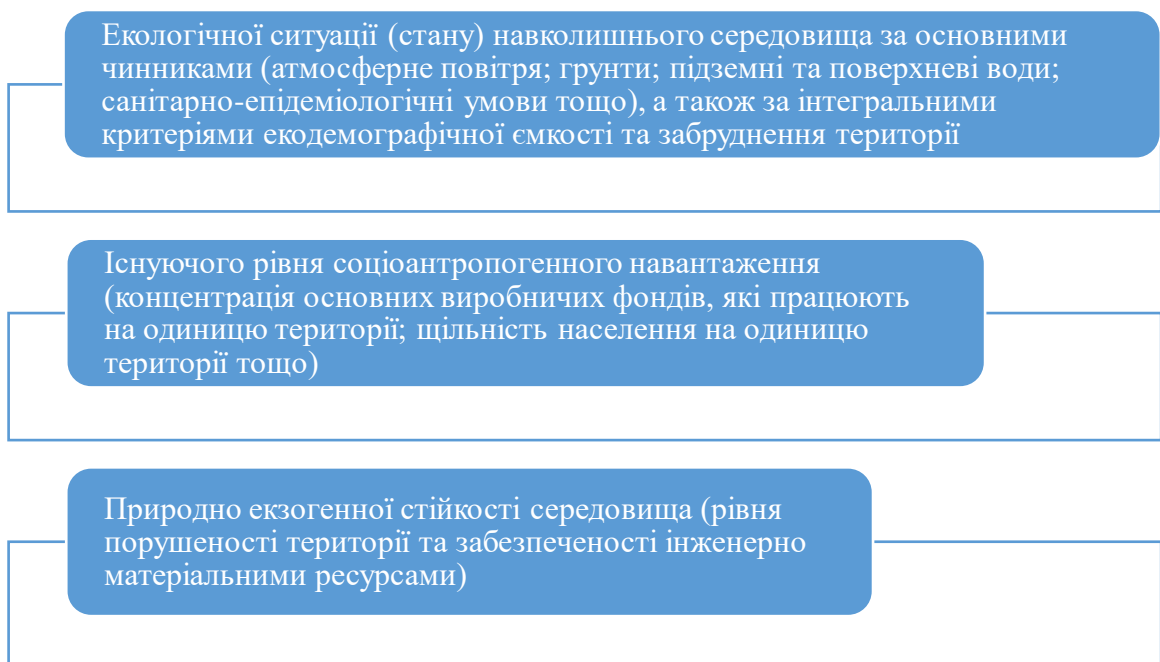 Екологічної ситуації (стану) навколишнього середовища за основними
чинниками (атмосферне повітря; грунти; підземні та поверхневі води;
санітарно-епідеміологічні умови тощо), а також за інтегральними
критеріями екодемографічної ємкості та забруднення території
Існуючого рівня соціоантропогенного навантаження
(концентрація основних виробничих фондів, які працюють
на одиницю території; щільність населення на одиницю
території тощо)
Природно екзогенної стійкості середовища (рівня
порушеності території та забезпеченості інженерно
матеріальними ресурсами)